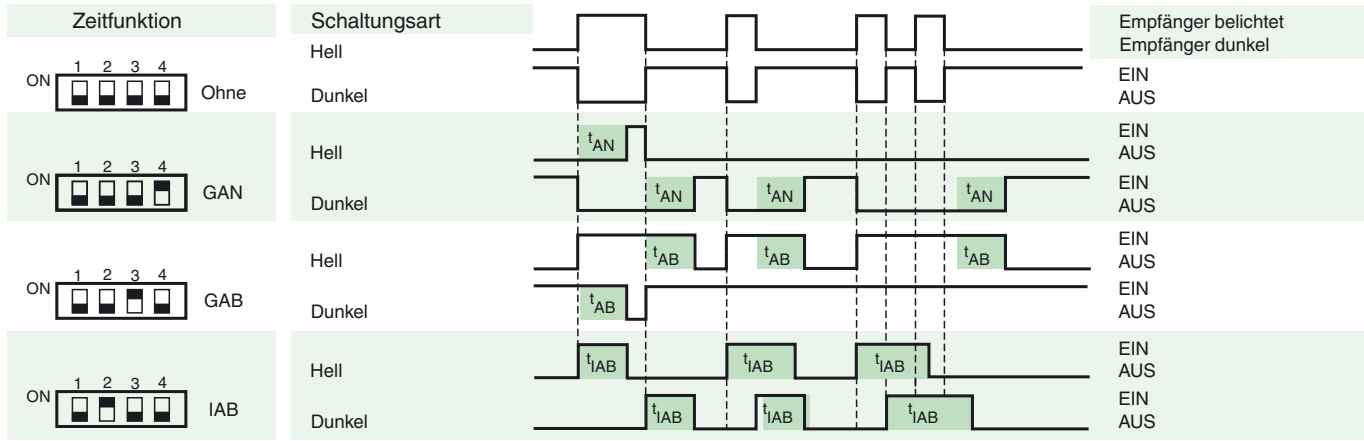 Zeitfunktion
Schaltungsart
Hell
Empfänger belichtet
Empfänger dunkel
ON 1 2 3 4 Ohne
Dunkel
EIN
AUS
ON 1 2 3 4 GAN
Hell
tAN
EIN
AUS
Dunkel
tAN tAN tAN
EIN
AUS
ON 1 2 3 4 GAB
Hell
tAB tAB tAB
EIN
AUS
Dunkel
tAB
EIN
AUS
ON 1 2 3 4 IAB
Hell
tIAB tIAB tIAB
EIN
AUS
Dunkel
tIAB tIAB tIAB
EIN
AUS